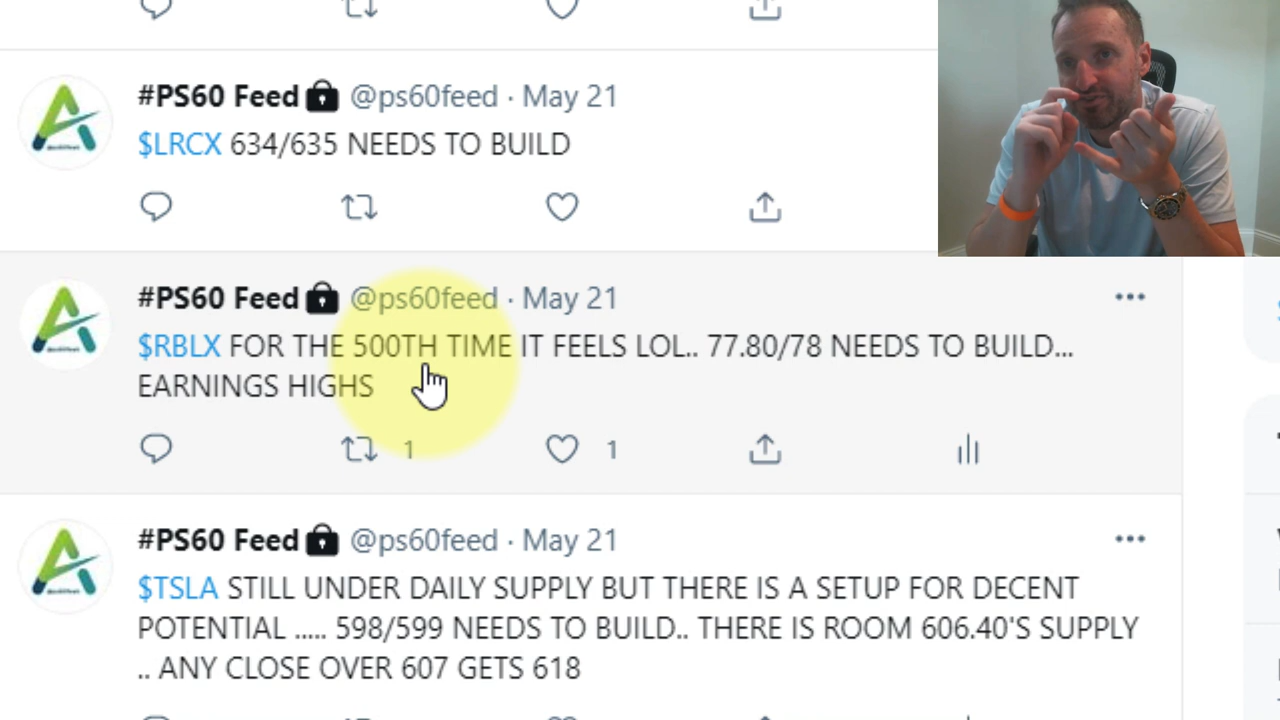 #PS60 Feed @ps60feed · May 21
$LRCX 634/635 NEEDS TO BUILD
#PS60 Feed @ps60feed · May 21
$RBLX FOR THE 500TH TIME IT FEELS LOL.. 77.80/78 NEEDS TO BUILD...
EARNINGS HIGHS
1 1
#PS60 Feed @ps60feed · May 21
$TSLA STILL UNDER DAILY SUPPLY BUT THERE IS A SETUP FOR DECENT
POTENTIAL ..... 598/599 NEEDS TO BUILD.. THERE IS ROOM 606.40'S SUPPLY
.. ANY CLOSE OVER 607 GETS 618